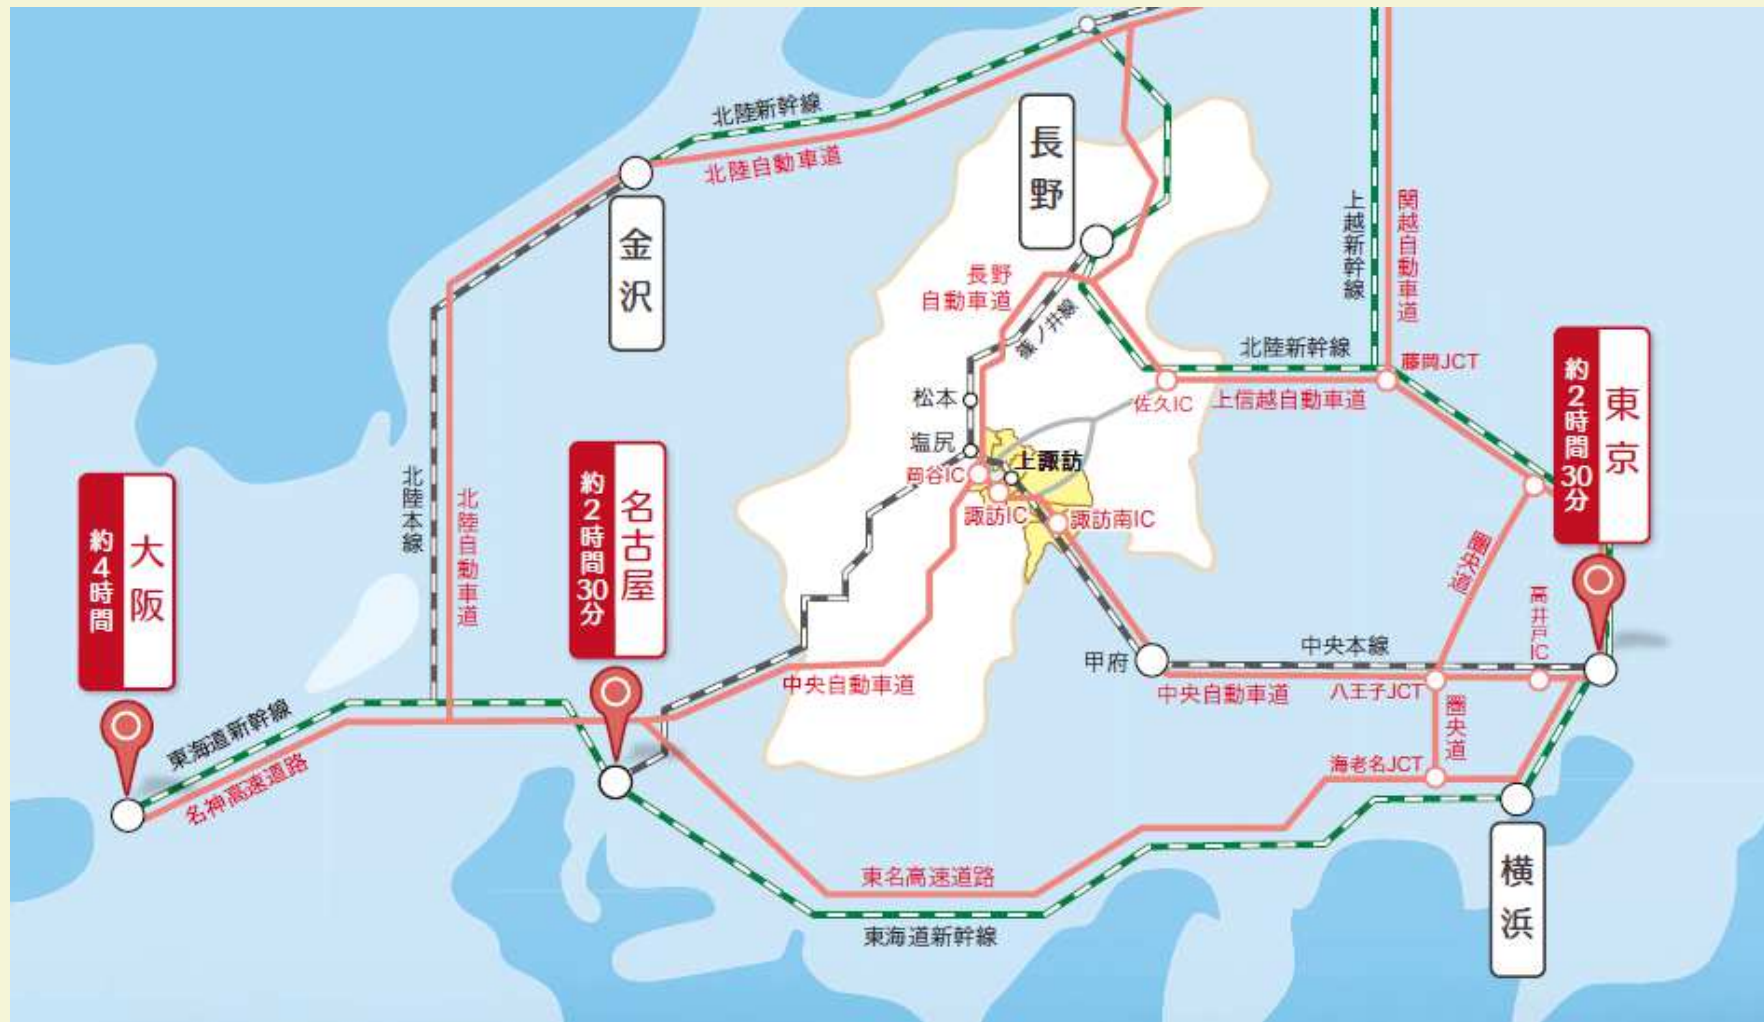 北陸新幹線
北陸自動車道
長野
金沢
上越新幹線
関越自動車道
長野
自動車道
篠ノ井線
北陸新幹線
藤岡JCT
佐久IC
上信越自動車道
東京
約2時間30分
松本
塩尻
上諏訪
岡谷IC
諏訪IC
諏訪南IC
北陸本線
北陸自動車道
名古屋
約2時間30分
大阪
約4時間
圏央道
高井戸IC
中央本線
甲府
中央自動車道
中央自動車道
八王子JCT
圏央道
東海道新幹線
名神高速道路
海老名JCT
東名高速道路
東海道新幹線
横浜